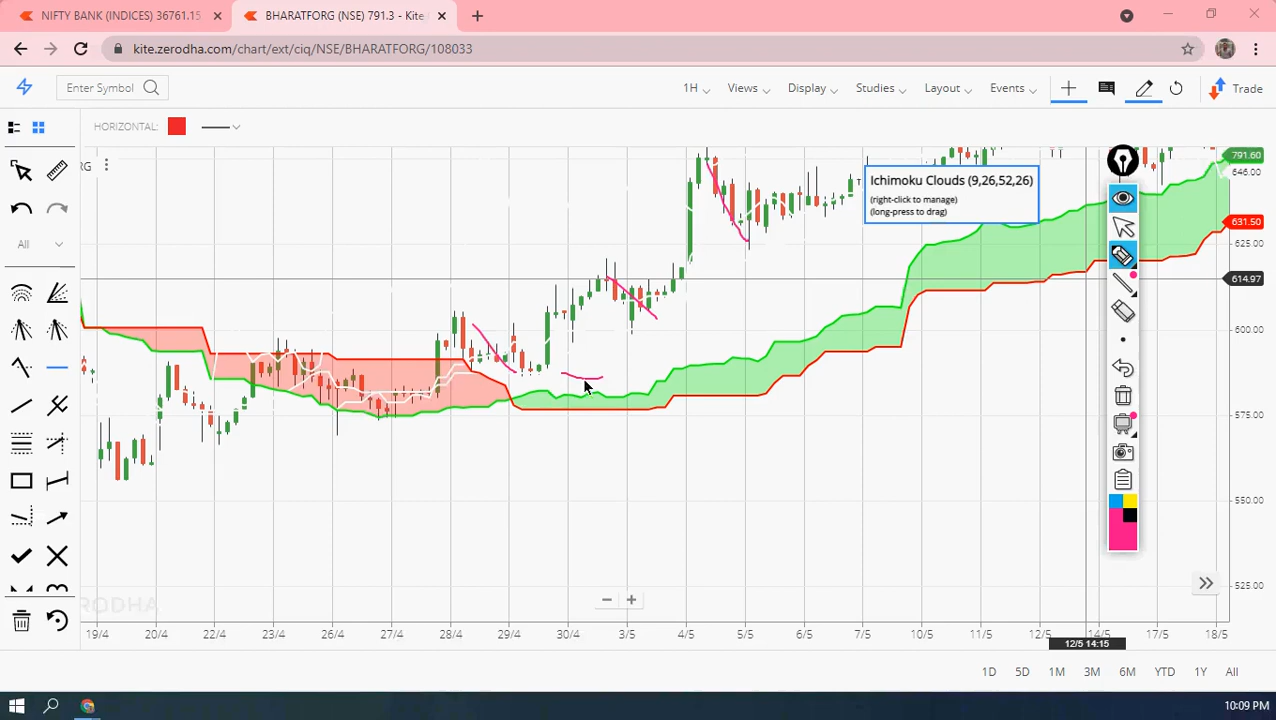 NIFTY BANK (INDICES) 36761.15
BHARATFORG (NSE) 791.3 - Kite
kite.zerodha.com/chart/ext/ciq/NSE/BHARATFORG/108033
Enter Symbol
1H
Views
Display
Studies
Layout
Events
Trade
HORIZONTAL:
RG
Ichimoku Clouds (9,26,52,26)
(right-click to manage)
(long-press to drag)
791.60
646.00
631.50
625.00
614.97
600.00
575.00
550.00
525.00
All
ZERODHA
19/4 20/4 22/4 23/4 26/4 27/4 28/4 29/4 30/4 3/5 4/5 5/5 6/5 7/5 10/5 11/5 12/5 14/5 17/5 18/5
12/5 14:15
1D 5D 1M 3M 6M YTD 1Y All
10:09 PM